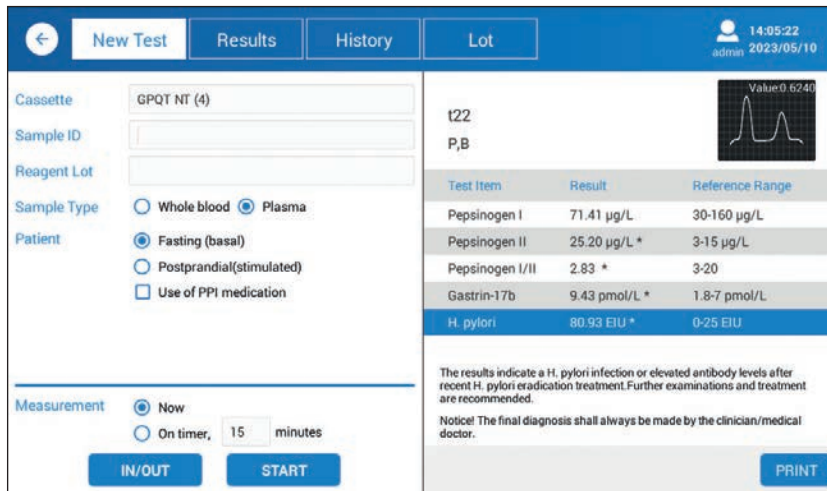 New Test Results History Lot
14:05:22
admin 2023/05/10
Cassette GPQT NT (4)
Sample ID
Reagent Lot
Sample Type Whole blood Plasma
Patient Fasting (basal)
Postprandial(stimulated)
Use of PPI medication
Measurement Now
On timer, 15 minutes
IN/OUT START
t22
P,B
Value:0.6240
Test Item Result Reference Range
Pepsinogen I 71.41 µg/L 30-160 µg/L
Pepsinogen II 25.20 µg/L * 3-15 µg/L
Pepsinogen I/II 2.83 * 3-20
Gastrin-17b 9.43 pmol/L * 1.8-7 pmol/L
H. pylori 80.93 EIU * 0-25 EIU
The results indicate a H. pylori infection or elevated antibody levels after
recent H. pylori eradication treatment.Further examinations and treatment
are recommended.
Notice! The final diagnosis shall always be made by the clinician/medical
doctor.
PRINT